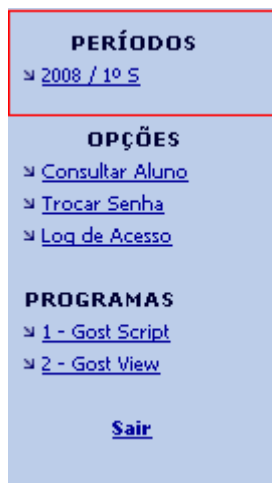 PERÍODOS
2008 / 1º S
OPÇÕES
Consultar Aluno
Trocar Senha
Log de Acesso
PROGRAMAS
1 - Gost Script
2 - Gost View
Sair